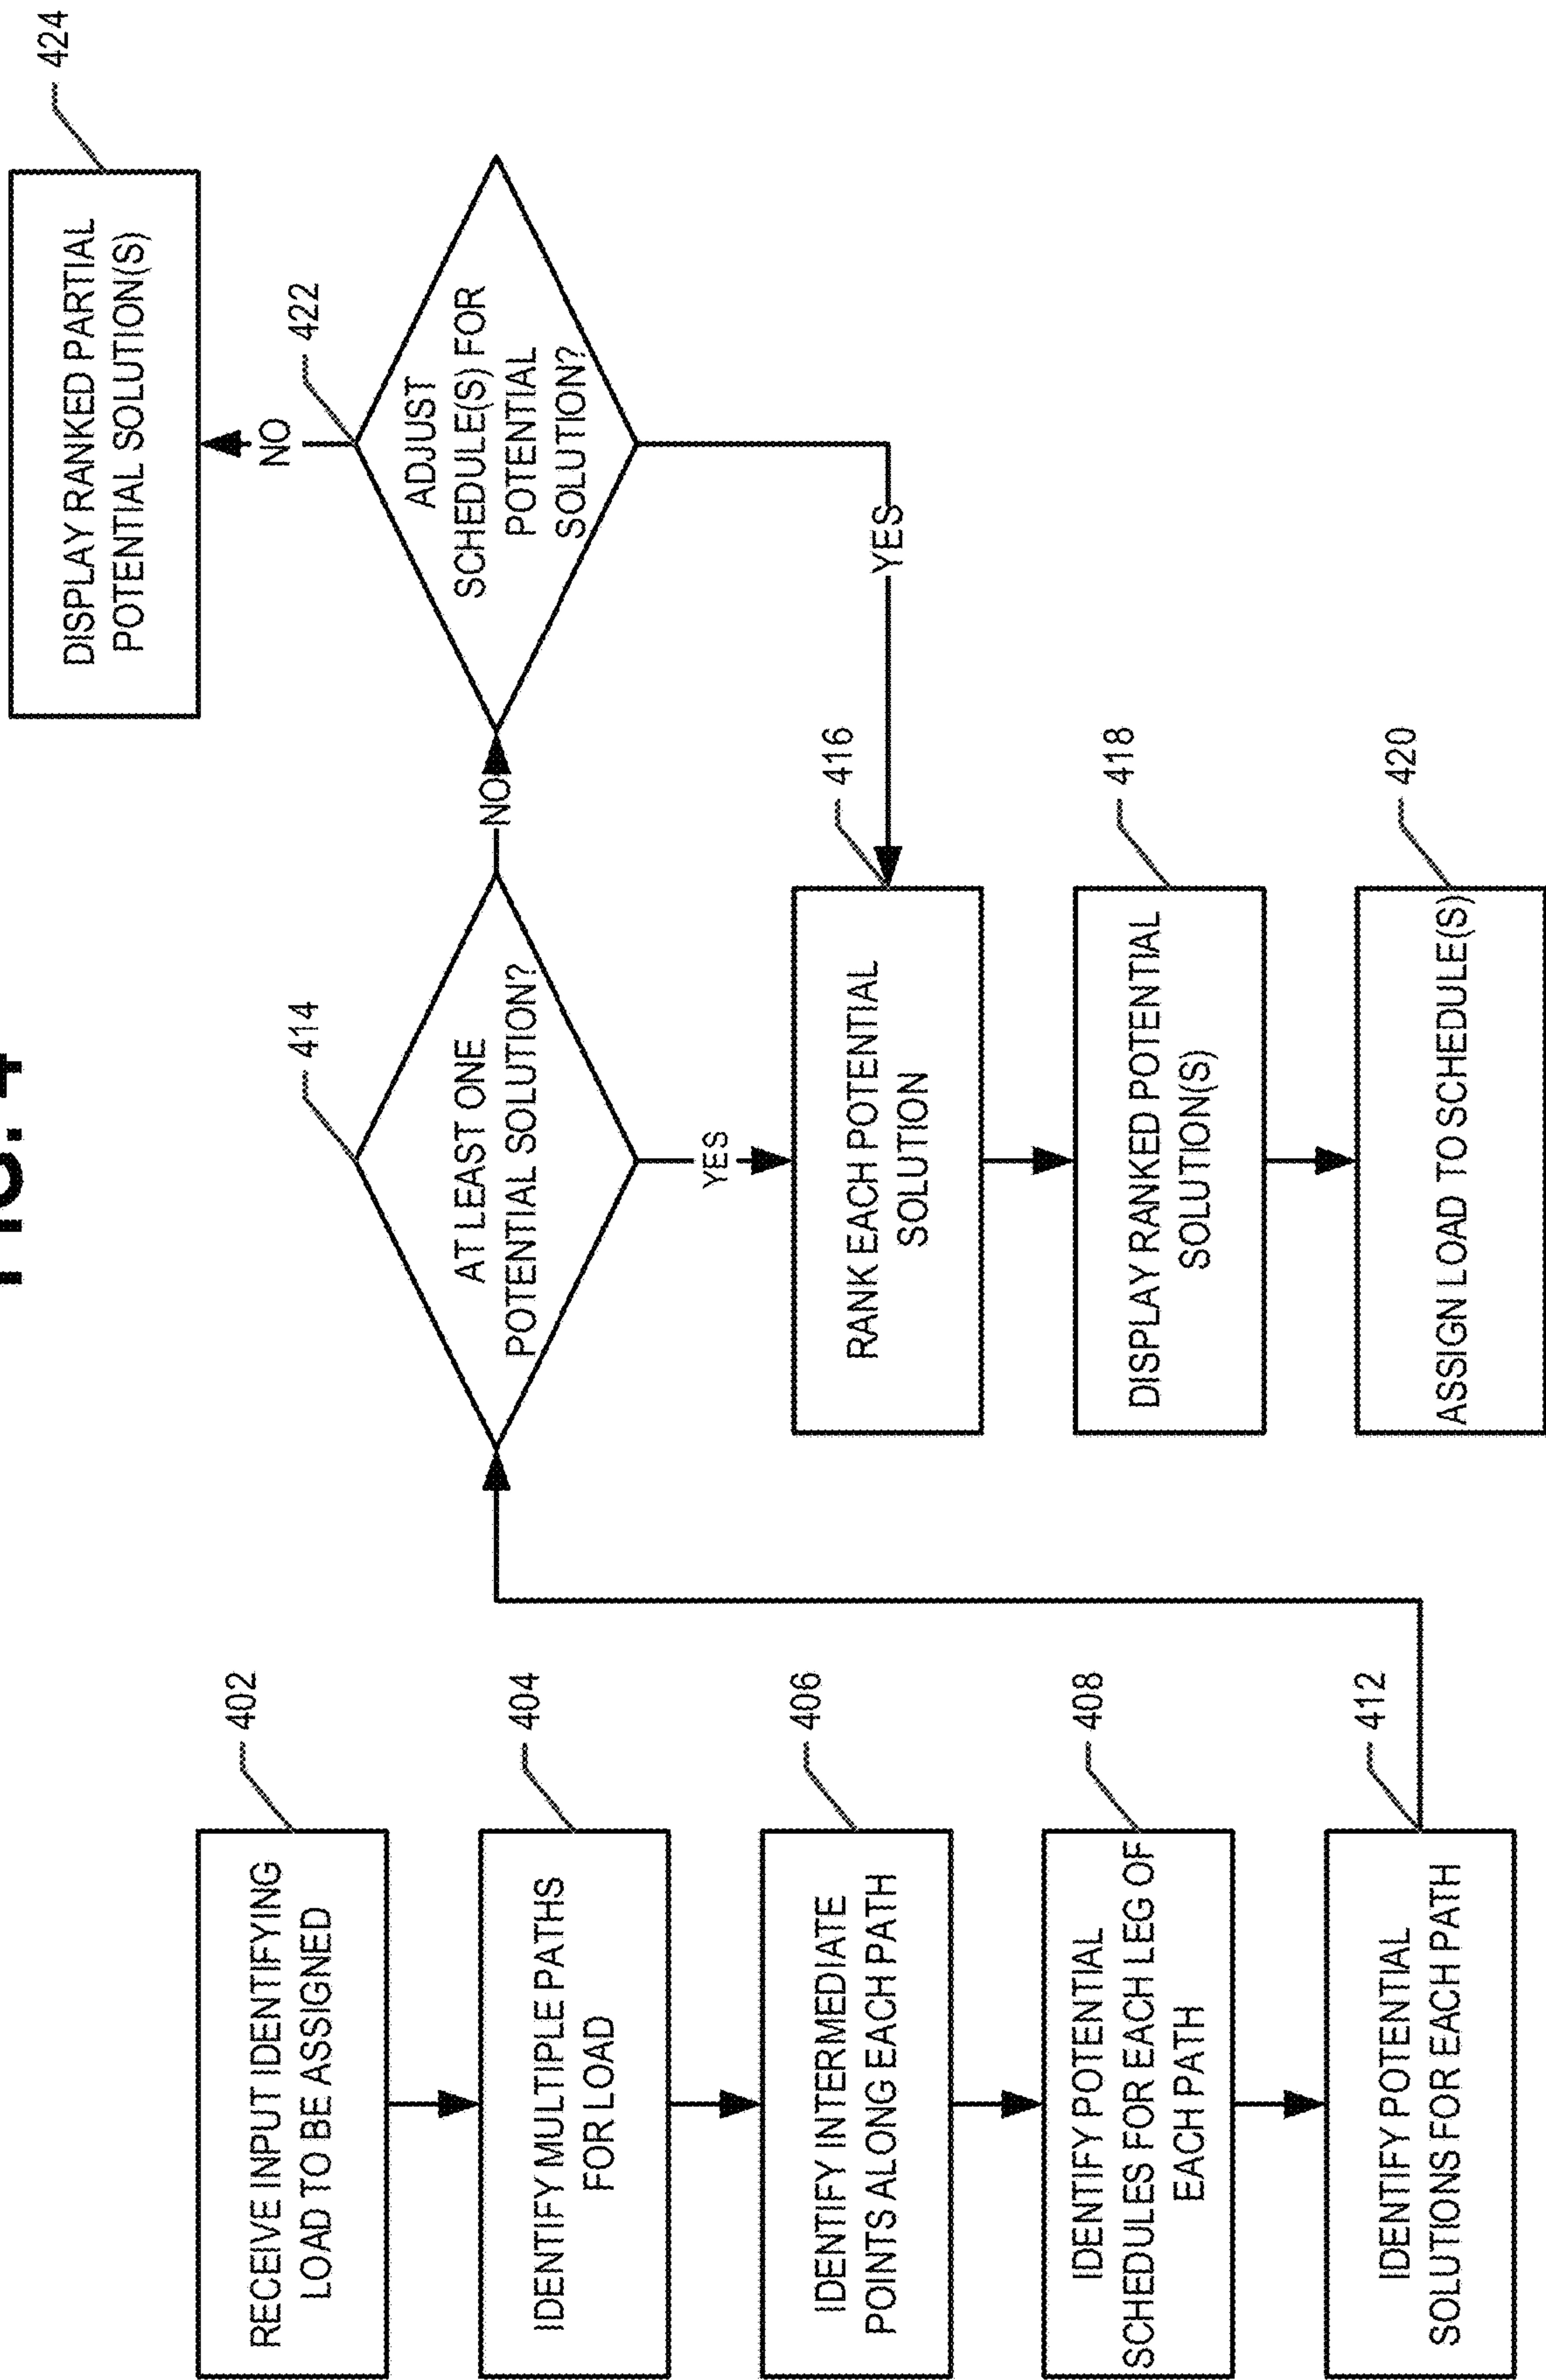 FIG. 4
402
RECEIVE INPUT IDENTIFYING
LOAD TO BE ASSIGNED
404
IDENTIFY MULTIPLE PATHS
FOR LOAD
406
IDENTIFY INTERMEDIATE
POINTS ALONG EACH PATH
408
IDENTIFY POTENTIAL
SCHEDULES FOR EACH LEG OF
EACH PATH
412
IDENTIFY POTENTIAL
SOLUTIONS FOR EACH PATH
414
AT LEAST ONE
POTENTIAL SOLUTION?
NO
YES
416
RANK EACH POTENTIAL
SOLUTION
418
DISPLAY RANKED POTENTIAL
SOLUTION(S)
420
ASSIGN LOAD TO SCHEDULE(S)
422
ADJUST
SCHEDULE(S) FOR
POTENTIAL
SOLUTION?
NO
YES
424
DISPLAY RANKED PARTIAL
POTENTIAL SOLUTION(S)